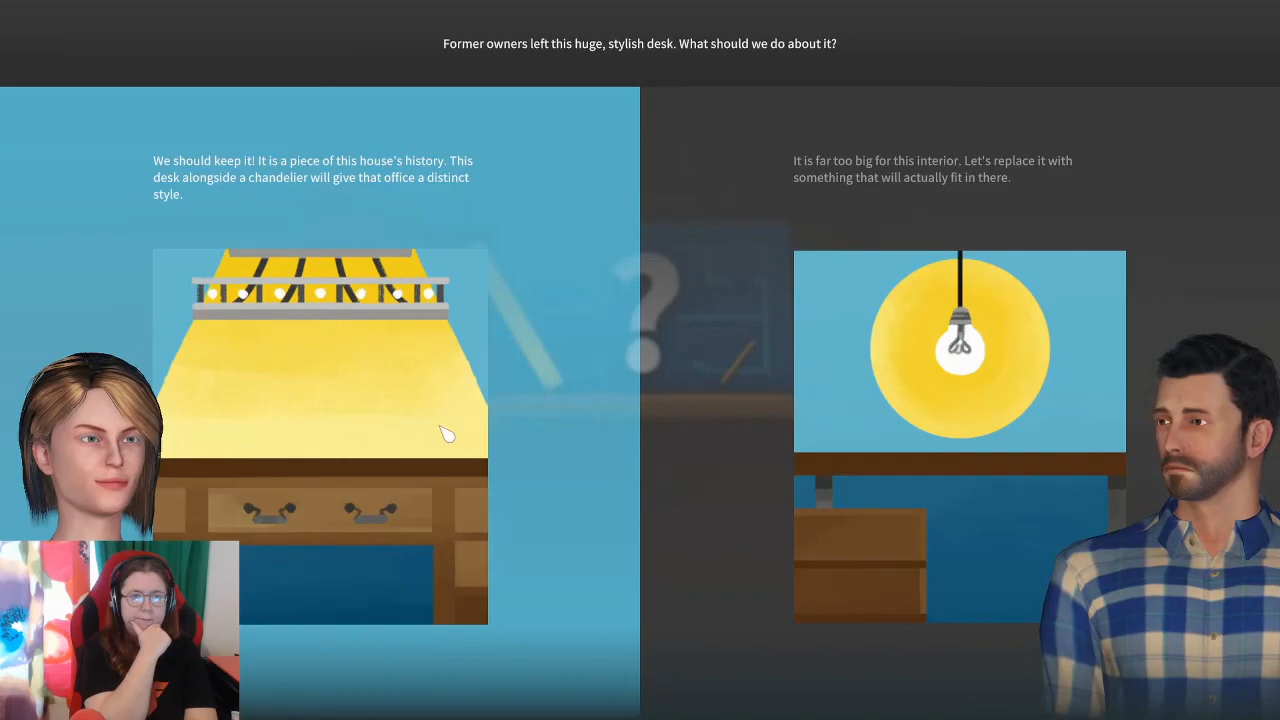 Former owners left this huge, stylish desk. What should we do about it?
We should keep it! It is a piece of this house's history. This
desk alongside a chandelier will give that office a distinct
style.
It is far too big for this interior. Let's replace it with
something that will actually fit in there.
?